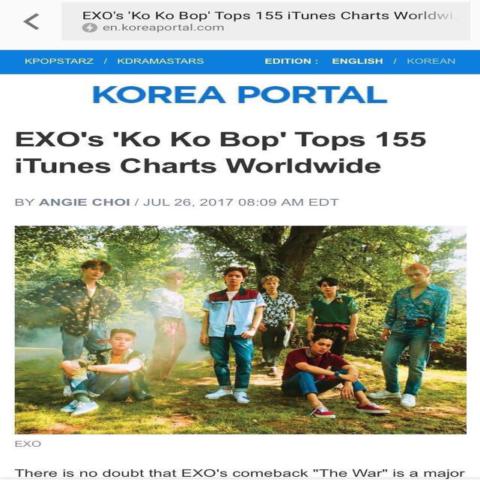 EXO's 'Ko Ko Bop' Tops 155 iTunes Charts Worldwi
en.koreaportal.com
KPOPSTARZ / KDRAMASTARS EDITION : ENGLISH / KOREAN
KOREA PORTAL
EXO's 'Ko Ko Bop' Tops 155
iTunes Charts Worldwide
BY ANGIE CHOI / JUL 26, 2017 08:09 AM EDT
EXO
There is no doubt that EXO's comeback "The War" is a major